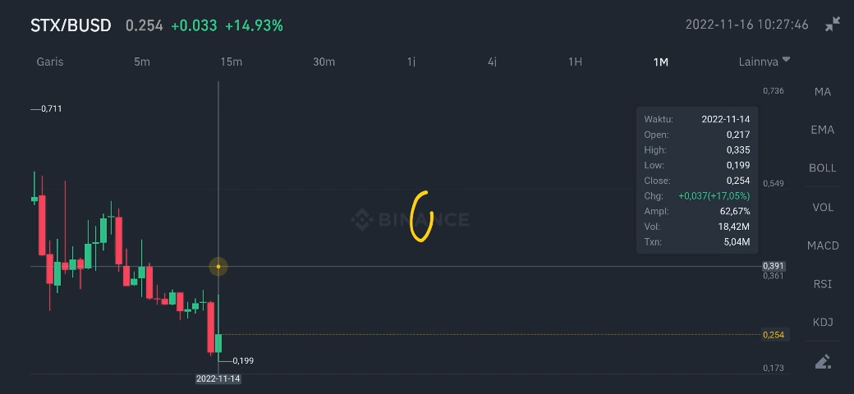 STX/BUSD 0.254 +0.033 +14.93% 2022-11-16 10:27:46
Garis 5m 15m 30m 1j 4j 1H 1M Lainnya
0,736
MA
0,711
Waktu: 2022-11-14
Open: 0,217
EMA
High: 0,335
Low: 0,199
BOLL
Close: 0,254
0,549
Chg: +0,037(+17,05%)
Ampl: 62,67%
VOL
BINANCE
Vol: 18,42M
Txn: 5,04M
MACD
0,391
0,361
RSI
KDJ
0,254
0,199
0,173
2022-11-14